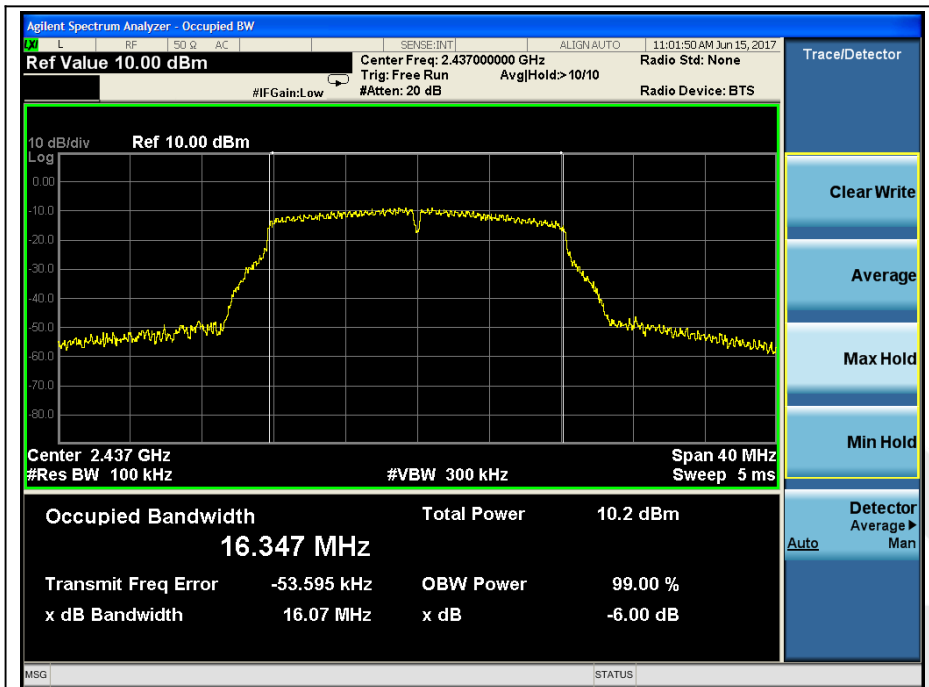 Agilent Spectrum Analyzer - Occupied BW
LXI L RF 50 Ω AC SENSE:INT ALIGN AUTO 11:01:50 AM Jun 15, 2017
Ref Value 10.00 dBm
Center Freq: 2.437000000 GHz
Radio Std: None
Trig: Free Run Avg|Hold:> 10/10
#IFGain:Low
#Atten: 20 dB
Radio Device: BTS
Trace/Detector
10 dB/div Ref 10.00 dBm
Log
0.00
-10.0
-20.0
-30.0
-40.0
-50.0
-60.0
-70.0
-80.0
Center 2.437 GHz Span 40 MHz
#Res BW 100 kHz #VBW 300 kHz Sweep 5 ms
Occupied Bandwidth Total Power 10.2 dBm
16.347 MHz
Transmit Freq Error -53.595 kHz OBW Power 99.00 %
x dB Bandwidth 16.07 MHz x dB -6.00 dB
Clear Write
Average
Max Hold
Min Hold
Detector
Average▶
Auto Man
MSG STATUS